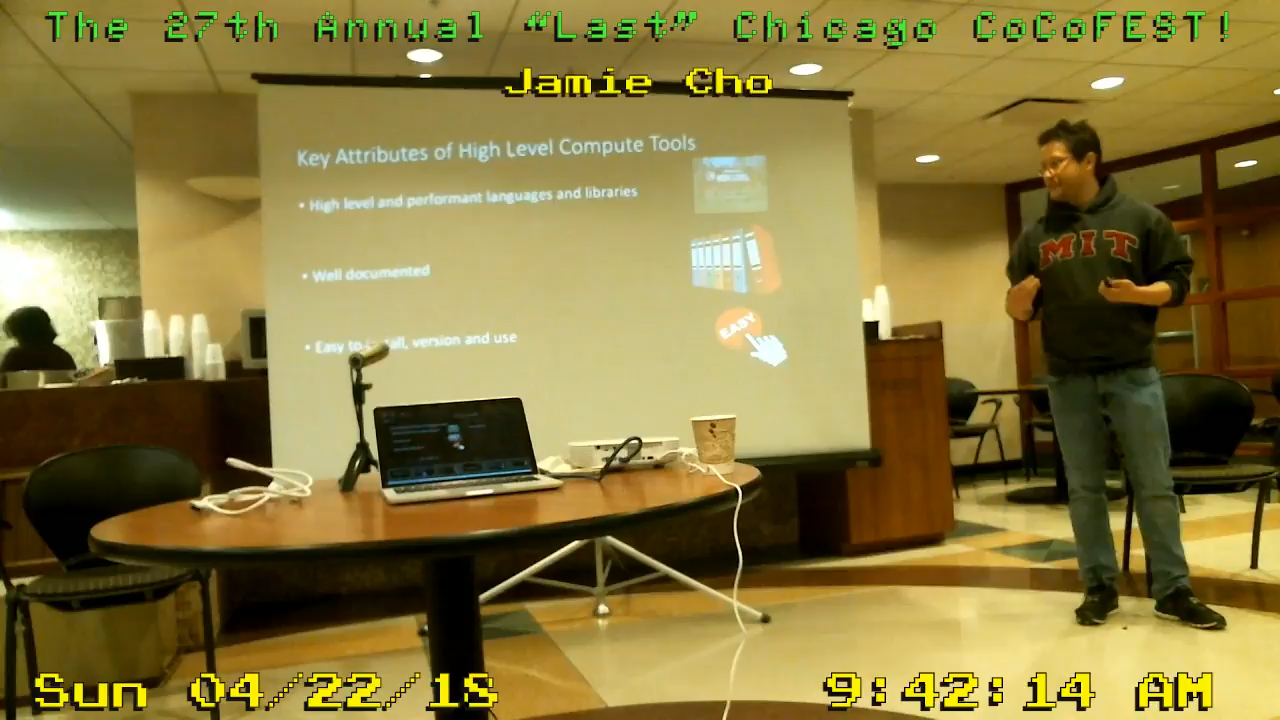 The 27th Annual “Last” Chicago CoCoFEST!
Jamie Cho
Key Attributes of High Level Compute Tools
• High level and performant languages and libraries
• Well documented
• Easy to tall, version and use
EASY
MIT
Sun 04/22/18
9:42:14 AM